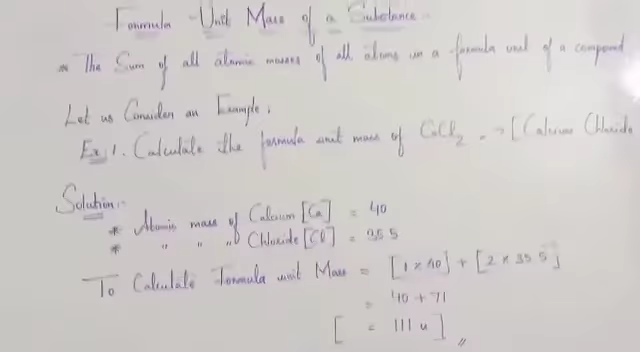 Formula Unit Mass of a Substance :-
* The Sum of all atomic masses of all atoms in a formula unit of a compound
Let us Consider an Example;
Ex:1. Calculate the formula unit mass of CaCl2. → [Calcium Chloride
Solution:-
* Atomic mass of Calcium [Ca] = 40
* " " " Chloride [Cl] = 35.5
To Calculate Formula unit Mass = [1 x 40] + [2 x 35.5]
= 40 + 71
[ = 111 u ] "